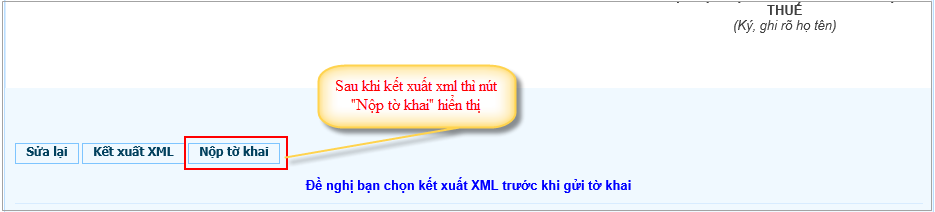 THUẾ
(Ký, ghi rõ họ tên)
Sau khi kết xuất xml thì nút
"Nộp tờ khai" hiển thị
Sửa lại Kết xuất XML Nộp tờ khai
Đề nghị bạn chọn kết xuất XML trước khi gửi tờ khai